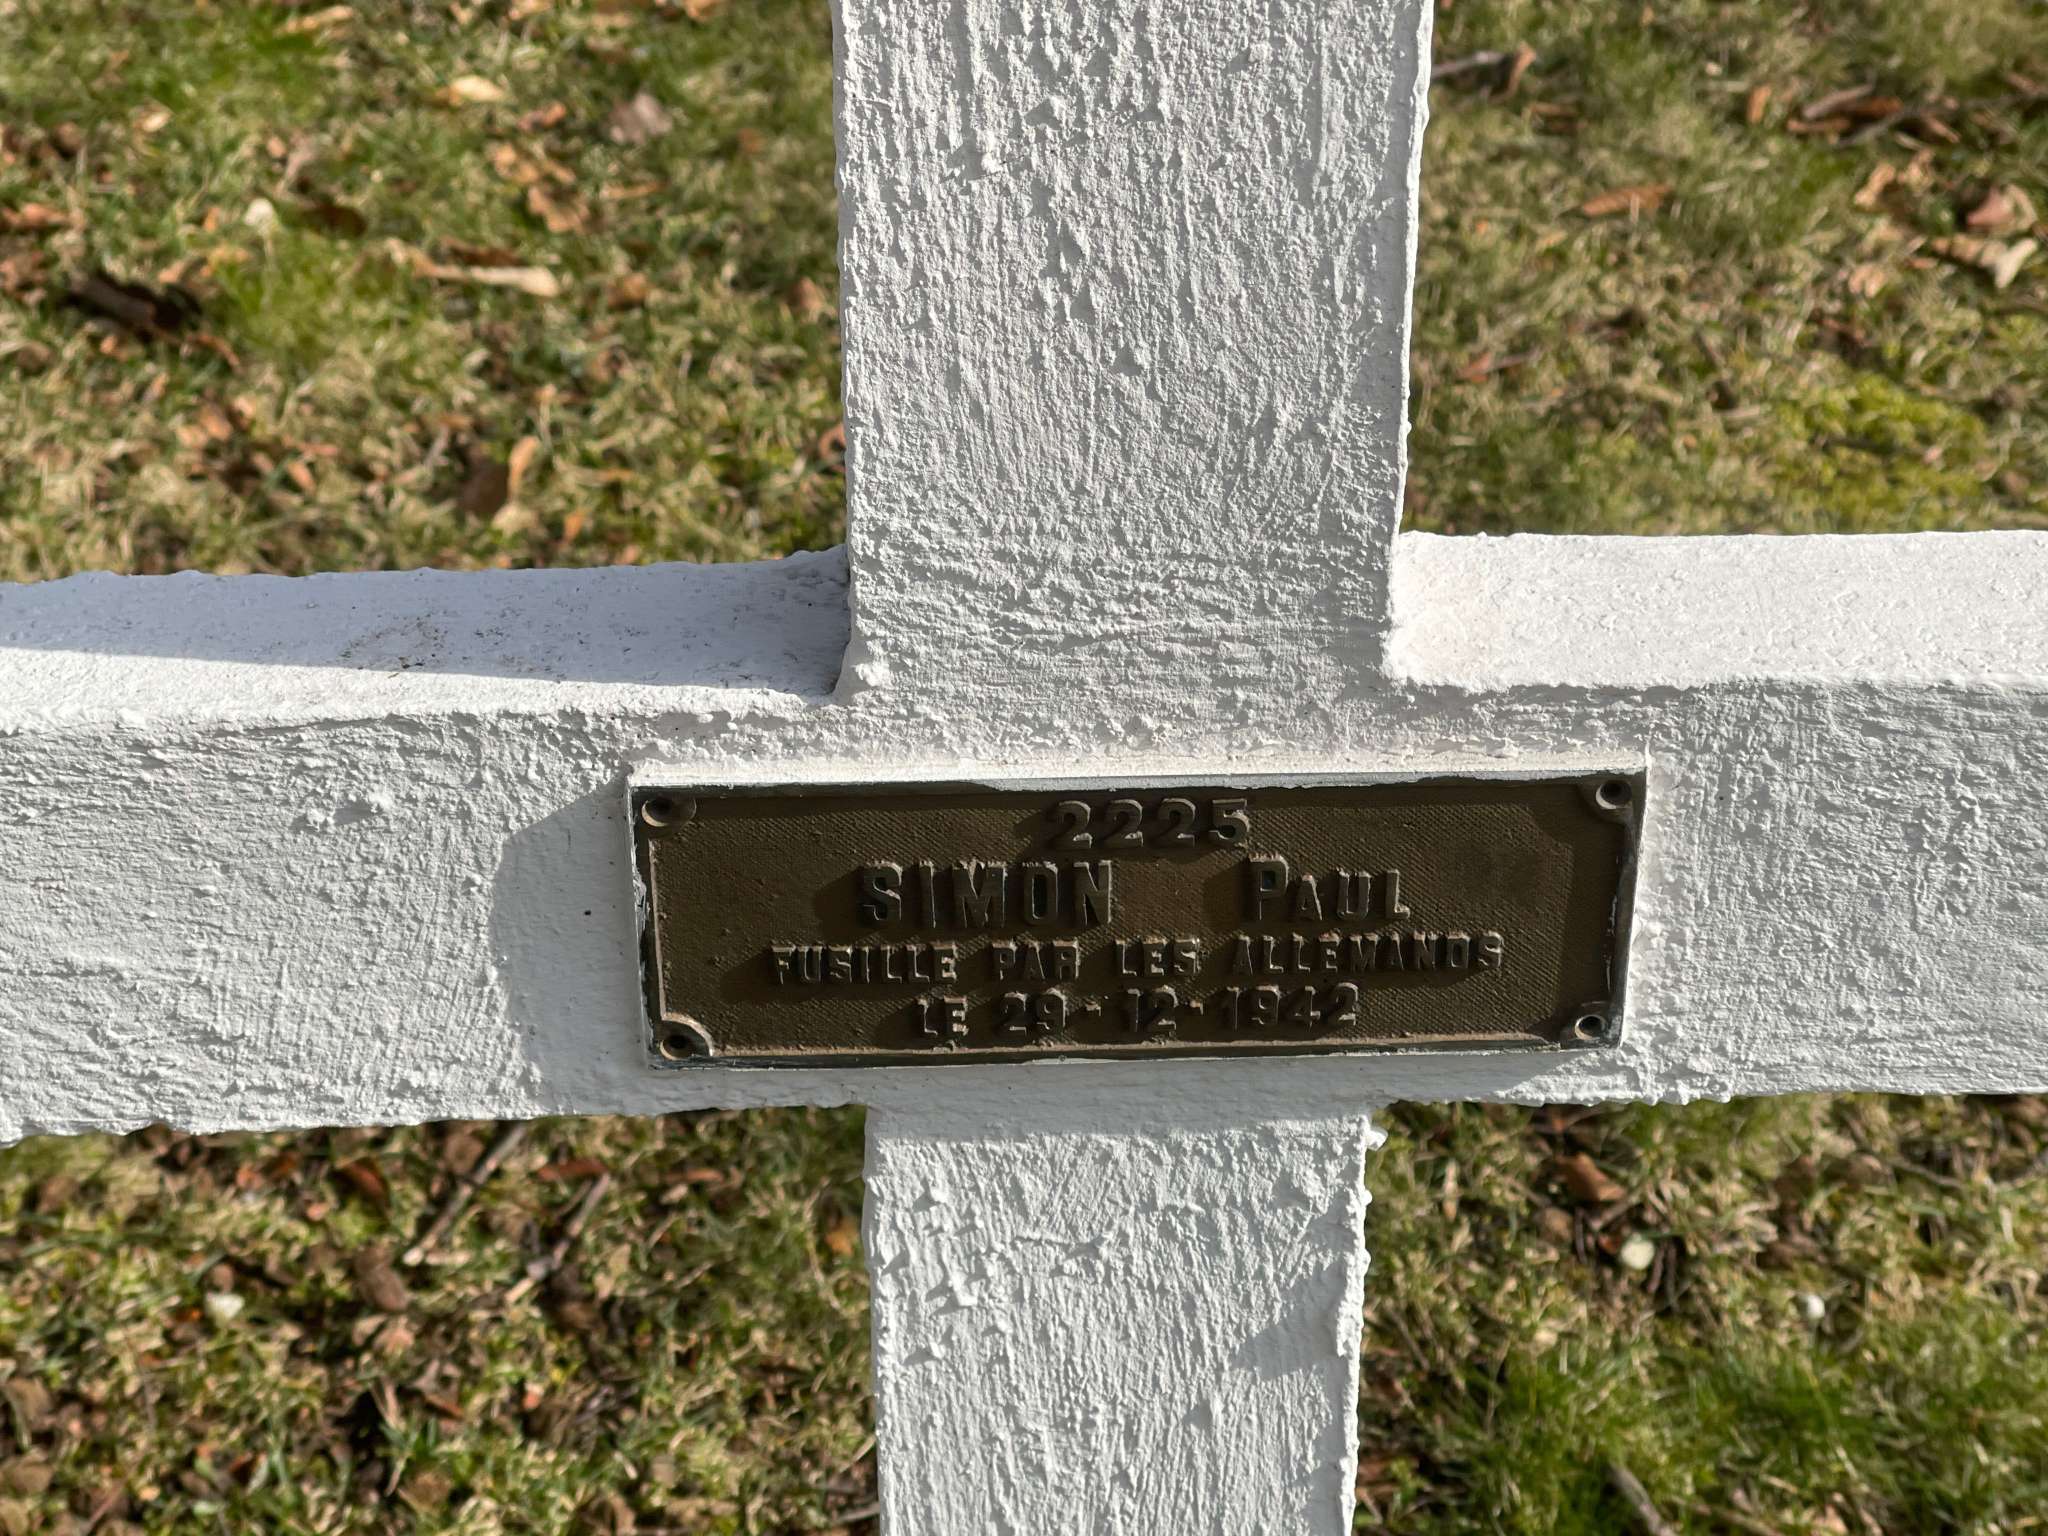 2225
SIMON PAUL
FUSILLE PAR LES ALLEMANDS
LE 29-12-1942